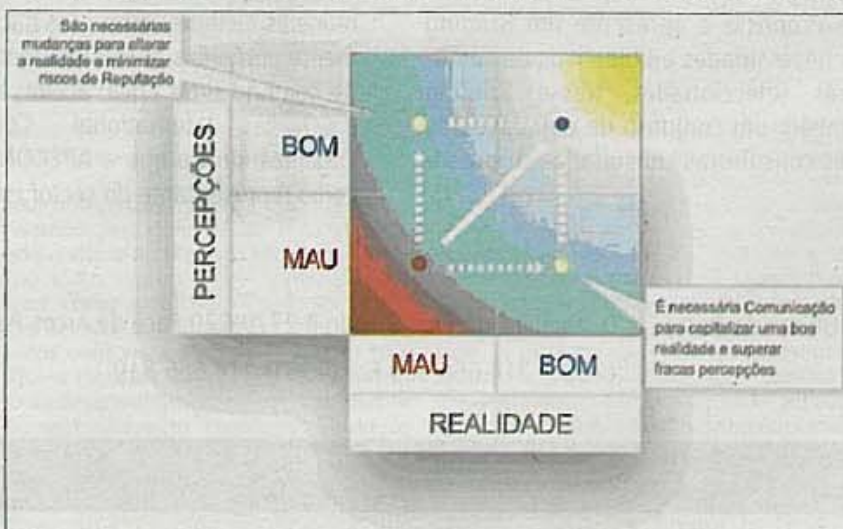 São necessárias
mudanças para alterar
a realidade e minimizar
riscos de Reputação
PERCEPÇÕES
BOM
MAU
MAU
BOM
REALIDADE
É necessária Comunicação
para capitalizar uma boa
realidade e superar
fracas percepções